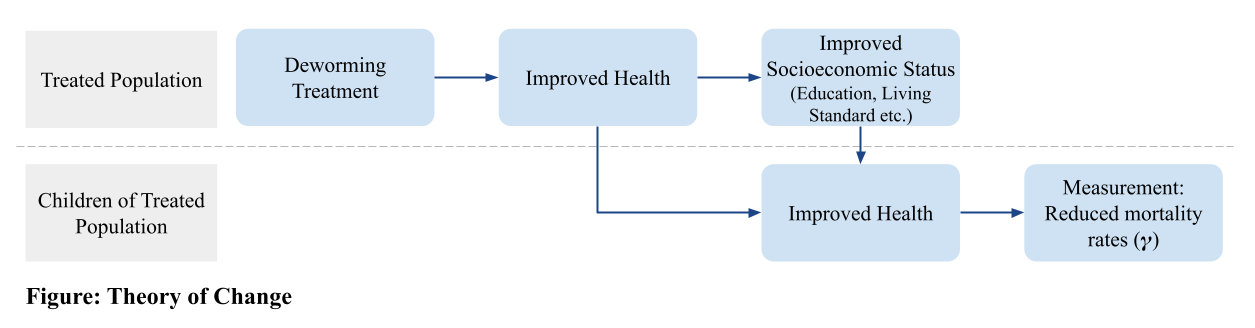 Treated Population
Deworming
Treatment
Improved Health
Improved
Socioeconomic Status
(Education, Living
Standard etc.)
Children of Treated
Population
Improved Health
Measurement:
Reduced mortality
rates (γ)
Figure: Theory of Change